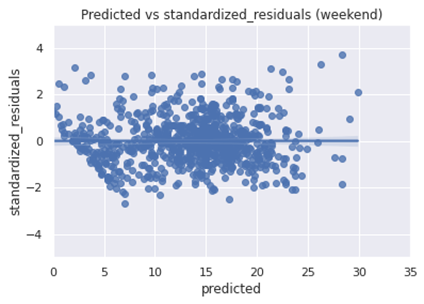 Predicted vs standardized_residuals (weekend)
4
2
0
−2
−4
standardized_residuals
0 5 10 15 20 25 30 35
predicted